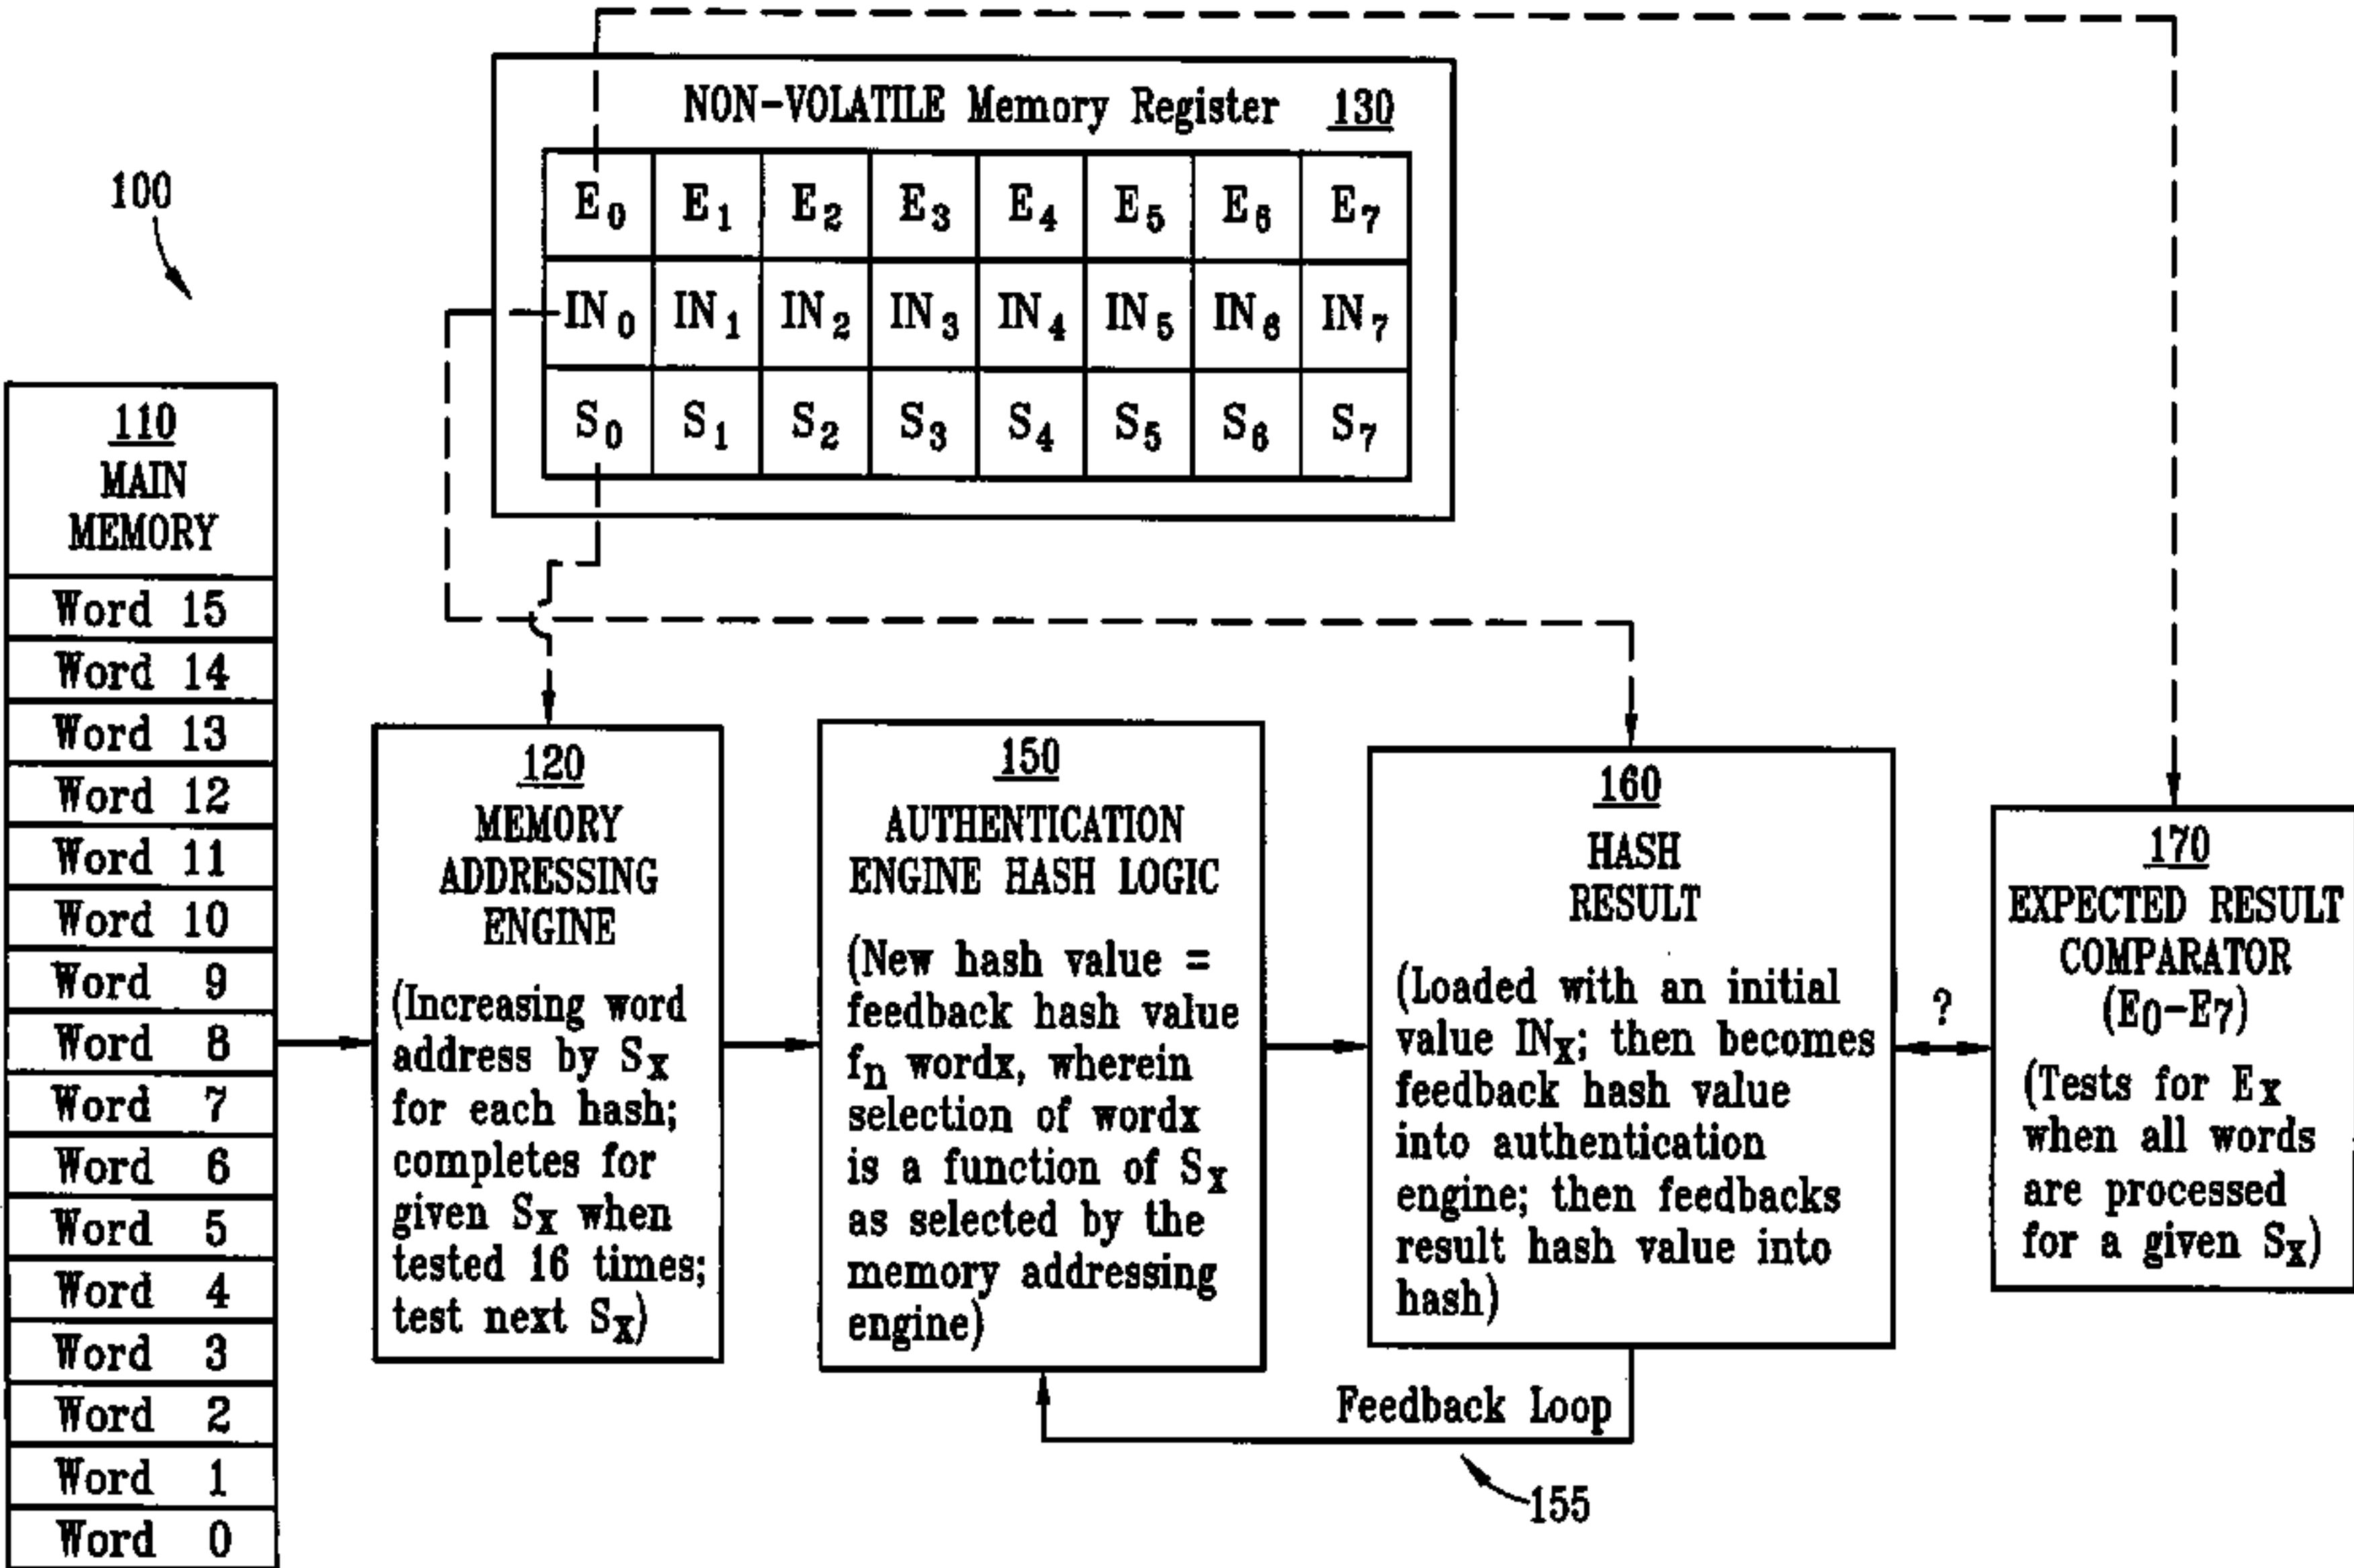 NON-VOLATILE Memory Register 130
E0 E1 E2 E3 E4 E5 E6 E7
IN0 IN1 IN2 IN3 IN4 IN5 IN6 IN7
S0 S1 S2 S3 S4 S5 S6 S7
100
110
MAIN
MEMORY
Word 15
Word 14
Word 13
Word 12
Word 11
Word 10
Word 9
Word 8
Word 7
Word 6
Word 5
Word 4
Word 3
Word 2
Word 1
Word 0
120
MEMORY
ADDRESSING
ENGINE
(Increasing word
address by Sx
for each hash;
completes for
given Sx when
tested 16 times;
test next Sx)
150
AUTHENTICATION
ENGINE HASH LOGIC
(New hash value =
feedback hash value
fn wordx, wherein
selection of wordx
is a function of Sx
as selected by the
memory addressing
engine)
160
HASH
RESULT
(Loaded with an initial
value INx; then becomes
feedback hash value
into authentication
engine; then feedbacks
result hash value into
hash)
?
170
EXPECTED RESULT
COMPARATOR
(E0-E7)
(Tests for Ex
when all words
are processed
for a given Sx)
Feedback Loop
155